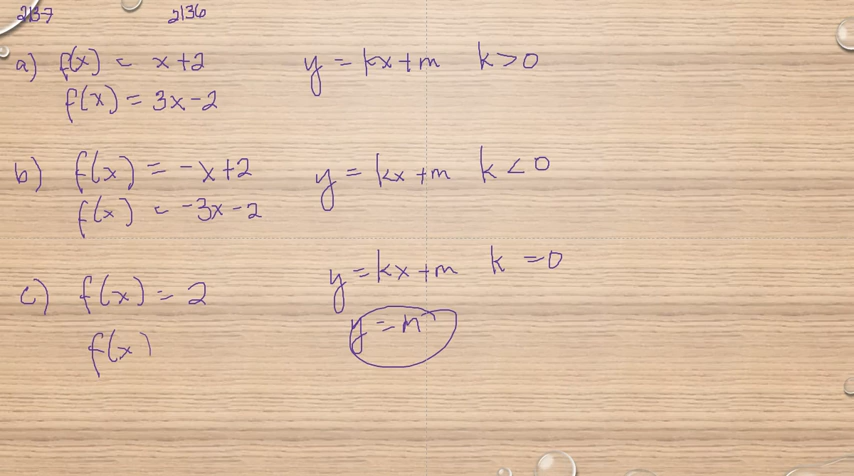 2137 2136
a) f(x) = x+2 y = kx+m k>0
f(x) = 3x-2
b) f(x) = -x+2 y = kx+m k<0
f(x) = -3x-2
c) f(x) = 2 y=kx+m k=0
f(x) y=m